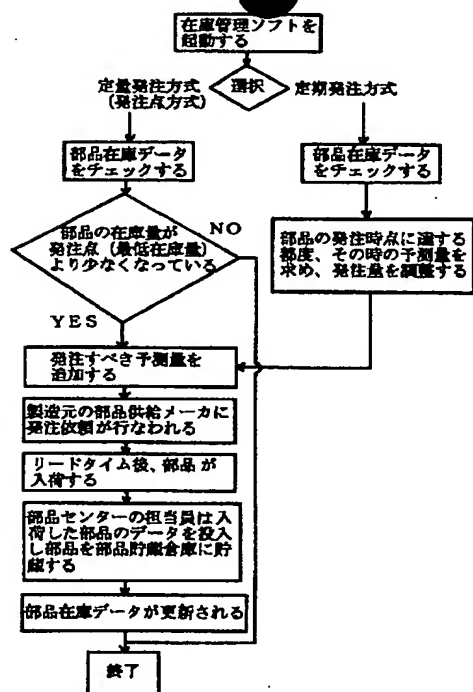 在庫管理ソフトを
起動する
選択
定量発注方式
（発注点方式）
定期発注方式
部品在庫データ
をチェックする
部品在庫データ
をチェックする
部品の在庫量が
発注点（最低在庫量）
より少なくなっている
NO
YES
部品の発注時点に達する
都度、その時の予測量を
求め、発注量を調整する
発注すべき予測量を
追加する
製造元の部品供給メーカに
発注依頼が行なわれる
リードタイム後、部品が
入荷する
部品センターの担当員は入
荷した部品のデータを投入
し部品を部品貯蔵倉庫に貯
蔵する
部品在庫データが更新される
終了